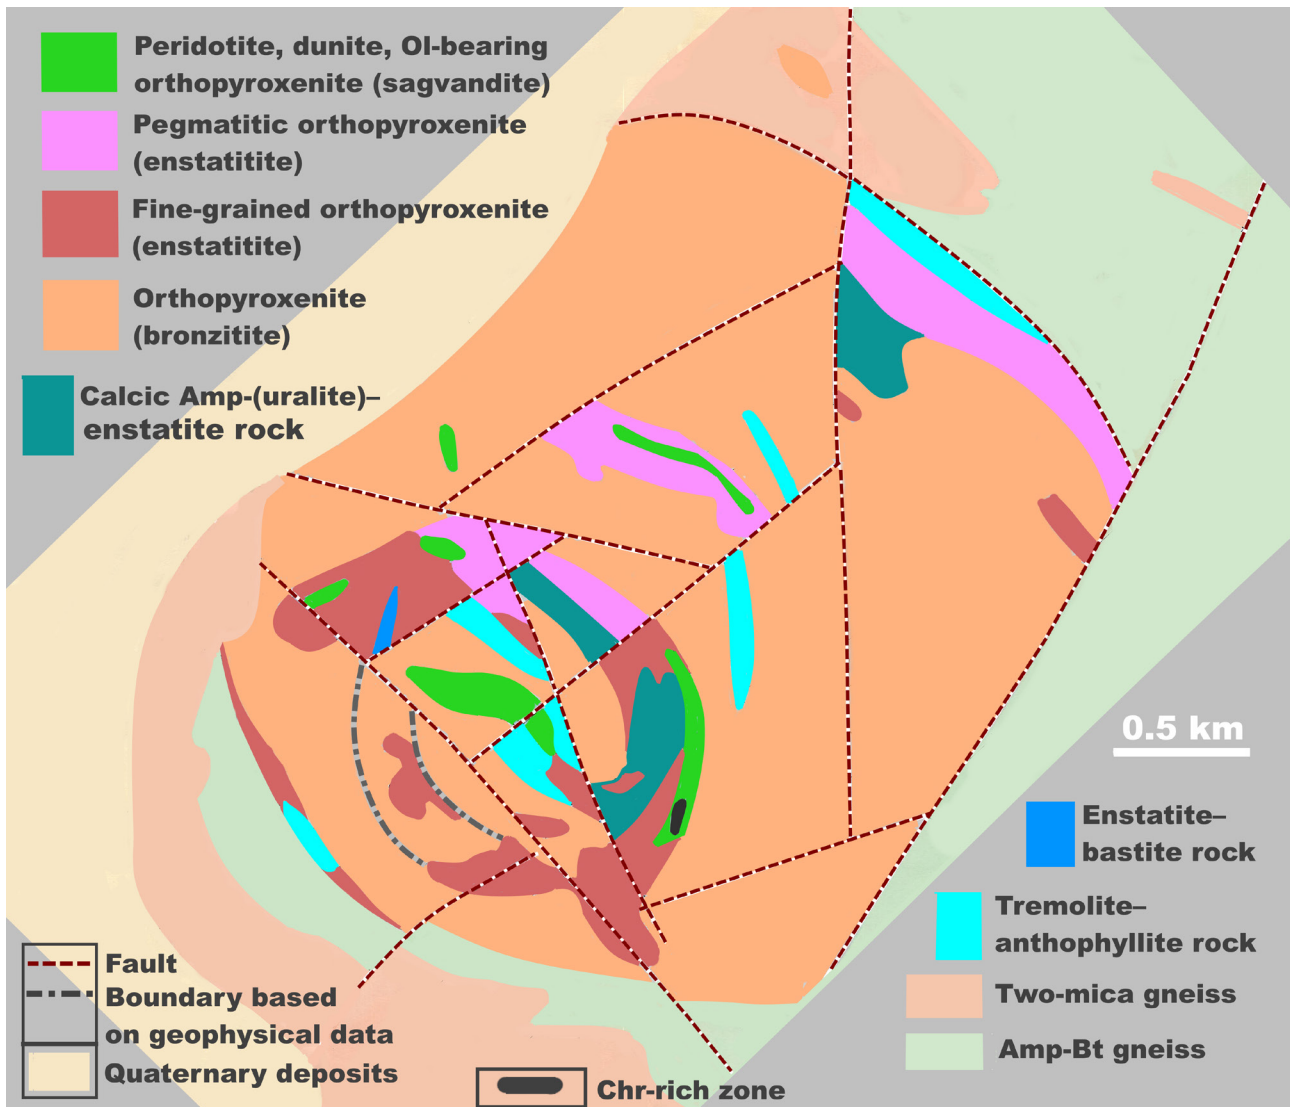 Peridotite, dunite, Ol-bearing
orthopyroxenite (sagvandite)
Pegmatitic orthopyroxenite
(enstatitite)
Fine-grained orthopyroxenite
(enstatitite)
Orthopyroxenite
(bronzitite)
Calcic Amp-(uralite)–
enstatite rock
0.5 km
Enstatite–
bastite rock
Tremolite–
anthophyllite rock
Two-mica gneiss
Amp-Bt gneiss
Fault
Boundary based
on geophysical data
Quaternary deposits
Chr-rich zone